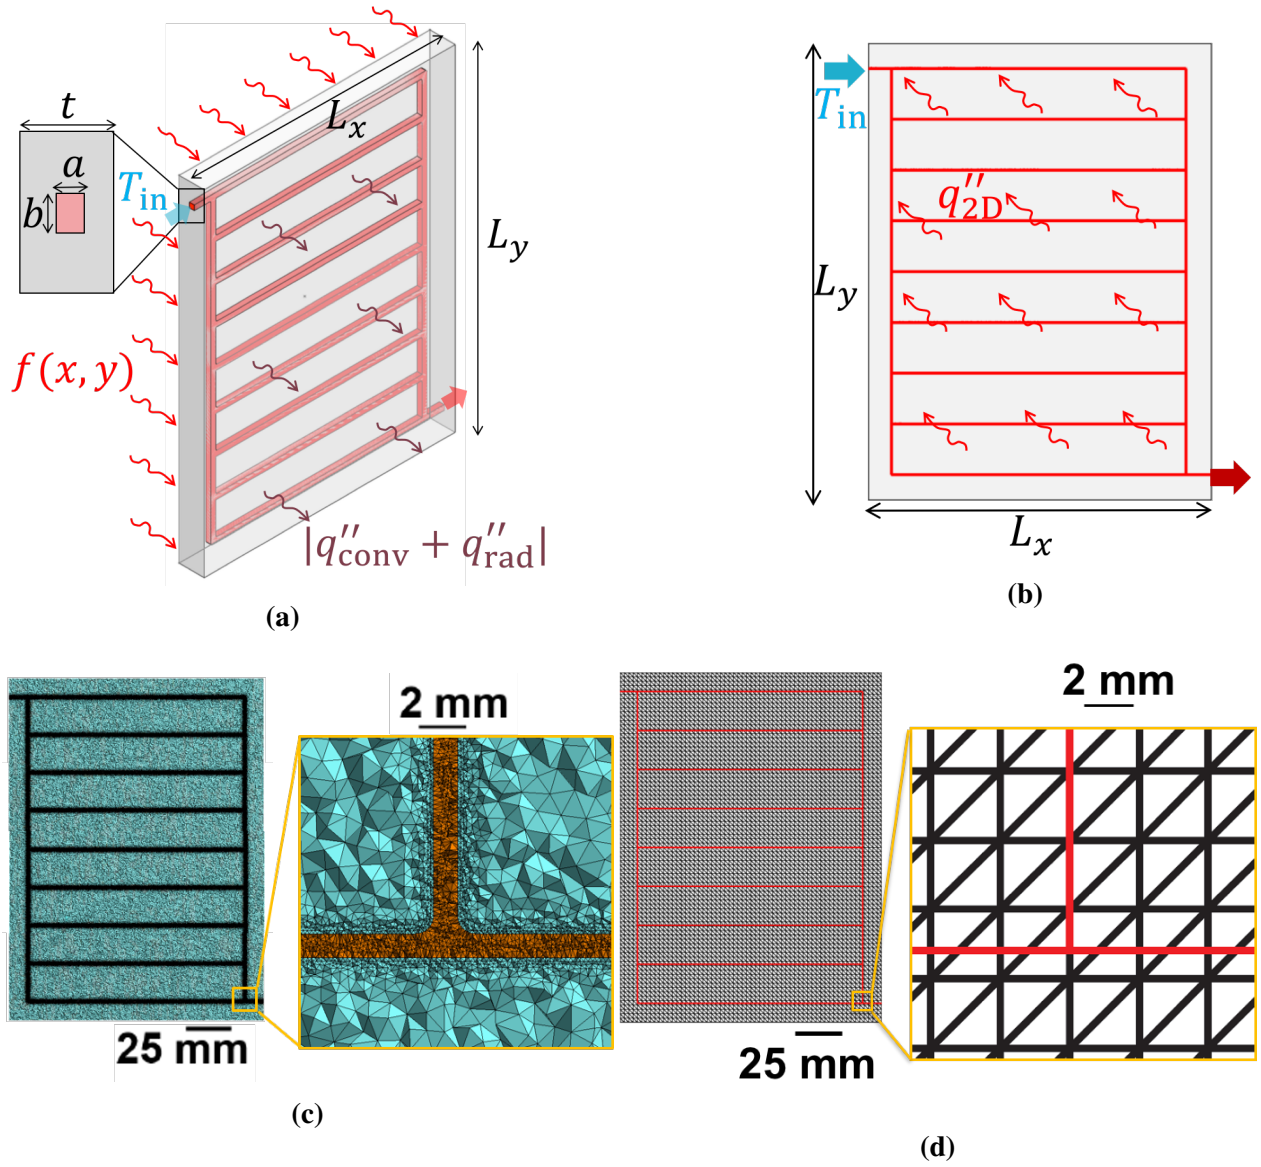 t
a
b
T_in
L_x
L_y
f(x, y)
|q″_conv + q″_rad|
(a)
T_in
q″_2D
L_y
L_x
(b)
2 mm
25 mm
(c)
2 mm
25 mm
(d)